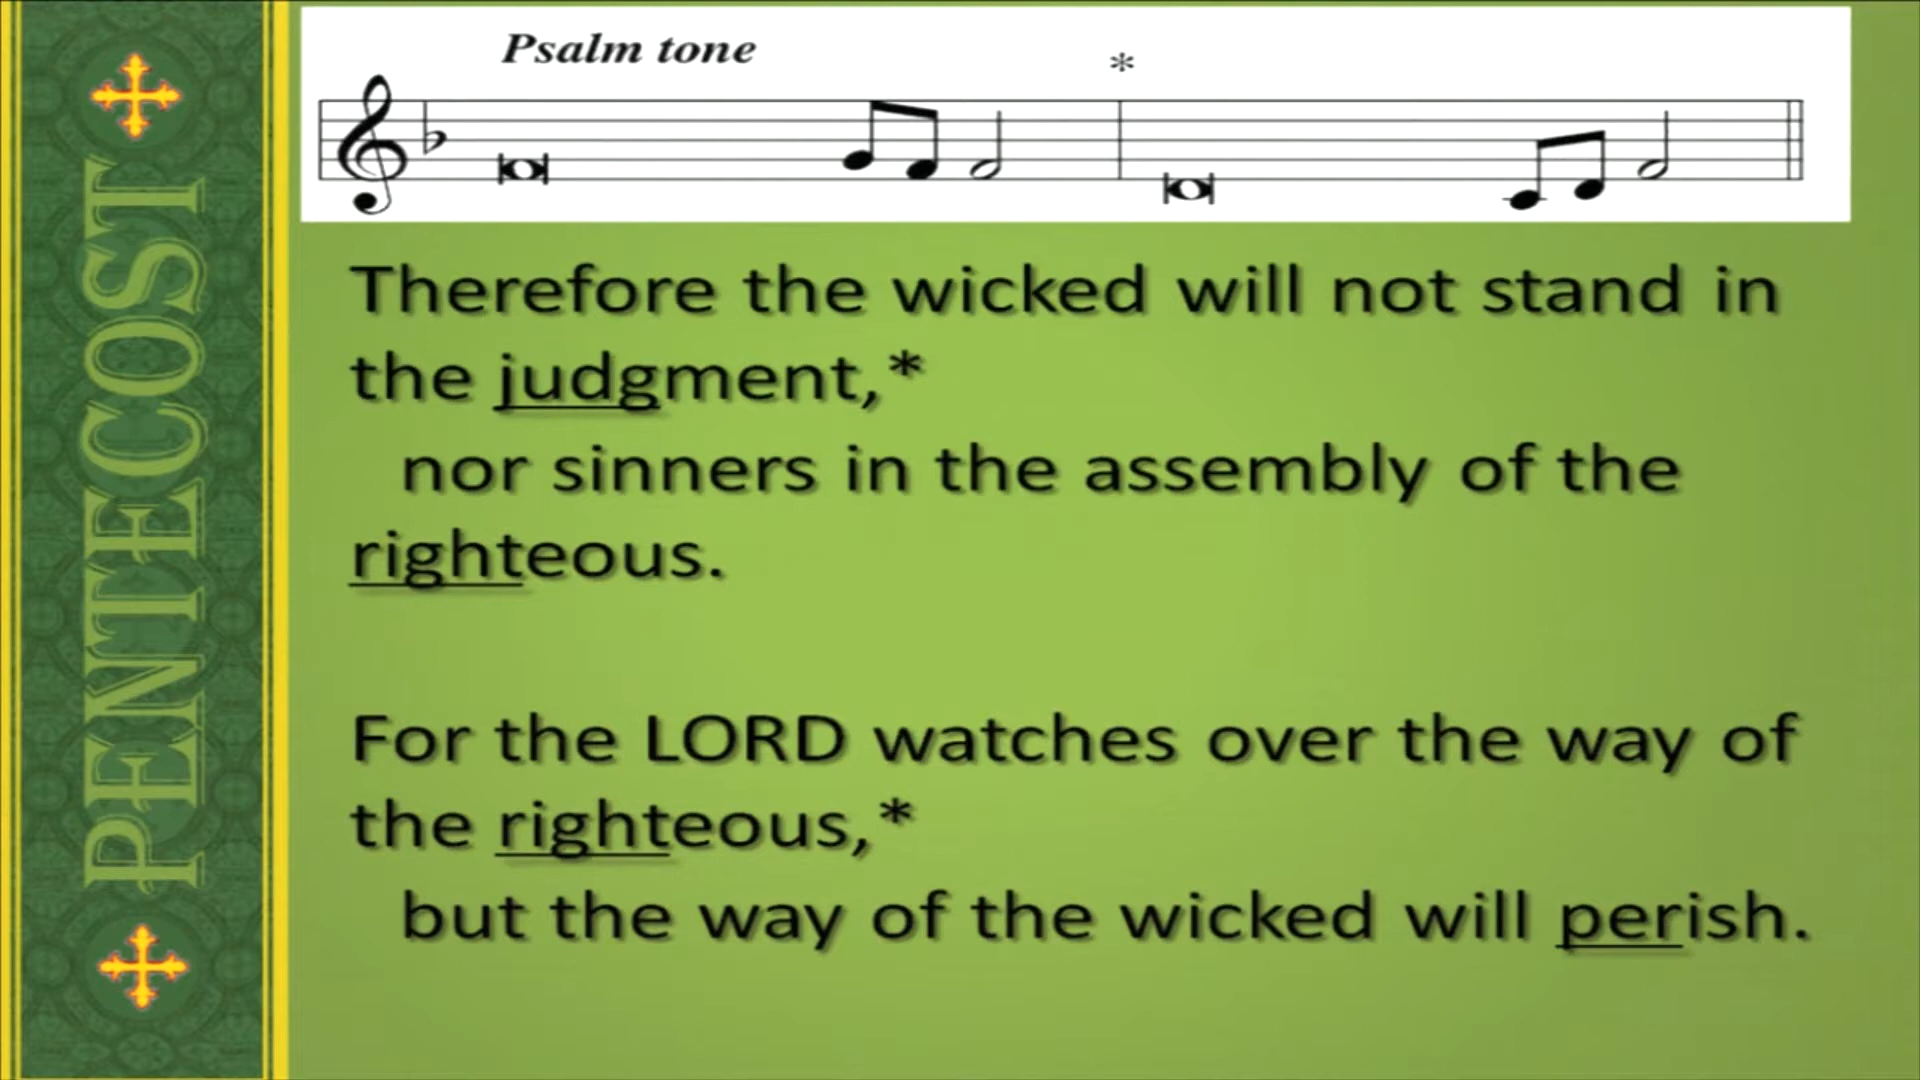 PENTECOST
Psalm tone
*
Therefore the wicked will not stand in
the judgment,*
nor sinners in the assembly of the
righteous.
For the LORD watches over the way of
the righteous,*
but the way of the wicked will perish.